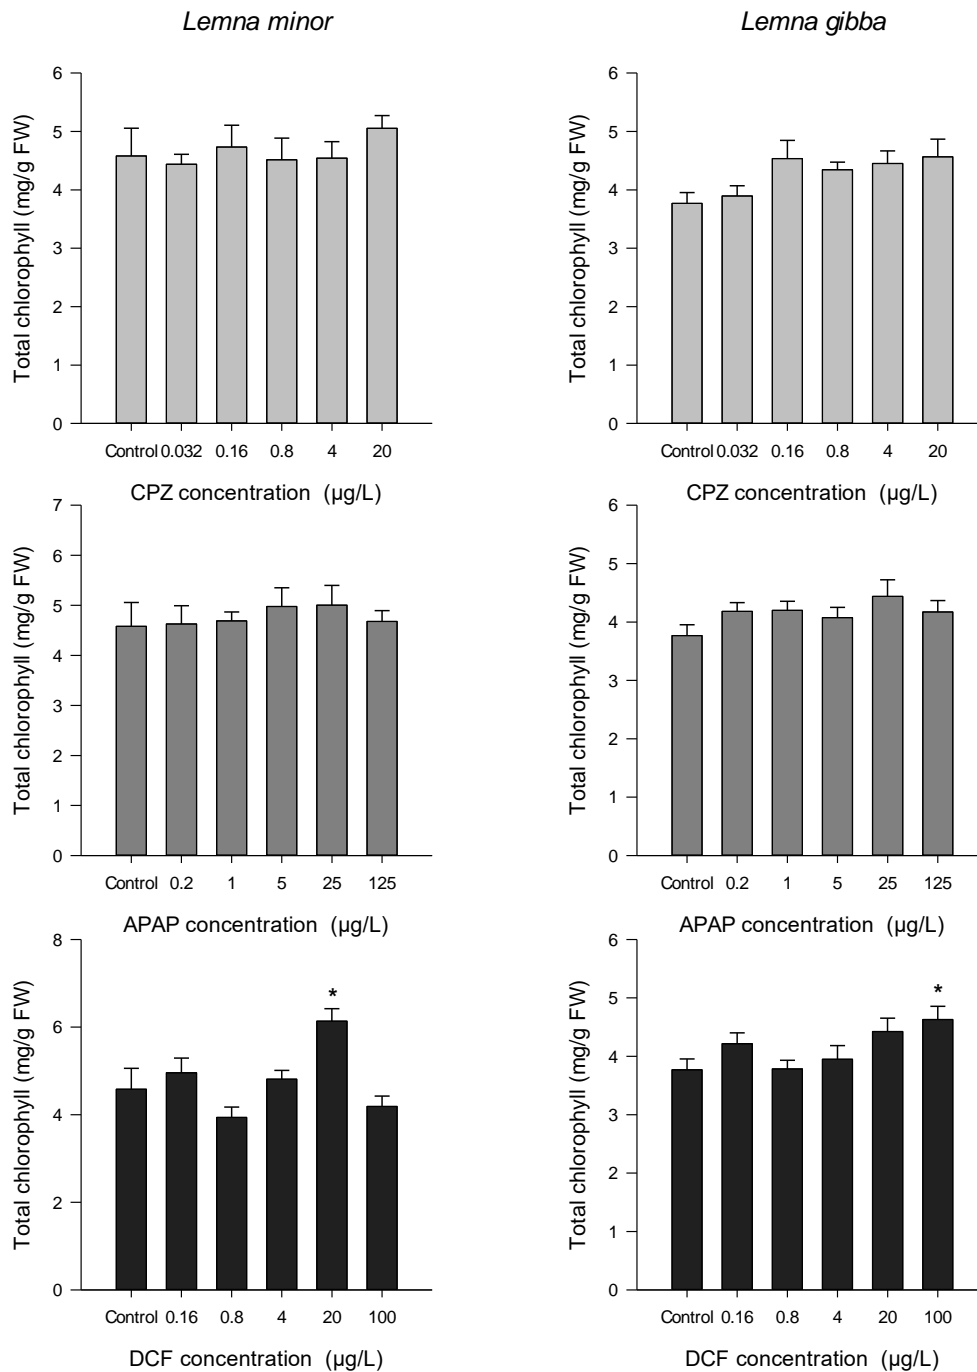 Lemna minor
Lemna gibba
Total chlorophyll (mg/g FW)
6
5
4
3
2
1
0
Control 0.032 0.16 0.8 4 20
CPZ concentration (µg/L)
Total chlorophyll (mg/g FW)
6
5
4
3
2
1
0
Control 0.032 0.16 0.8 4 20
CPZ concentration (µg/L)
Total chlorophyll (mg/g FW)
7
6
5
4
3
2
1
0
Control 0.2 1 5 25 125
APAP concentration (µg/L)
Total chlorophyll (mg/g FW)
6
5
4
3
2
1
0
Control 0.2 1 5 25 125
APAP concentration (µg/L)
Total chlorophyll (mg/g FW)
8
6
4
2
0
*
Control 0.16 0.8 4 20 100
DCF concentration (µg/L)
Total chlorophyll (mg/g FW)
6
5
4
3
2
1
0
*
Control 0.16 0.8 4 20 100
DCF concentration (µg/L)